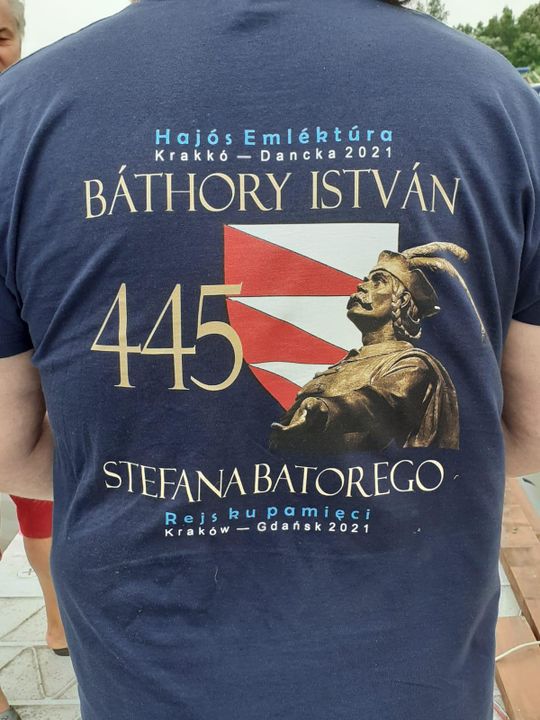 Hajós Emléktúra
Krakkó — Dancka 2021
BÁTHORY ISTVÁN
445
STEFANA BATOREGO
Rejs ku pamięci
Kraków — Gdańsk 2021